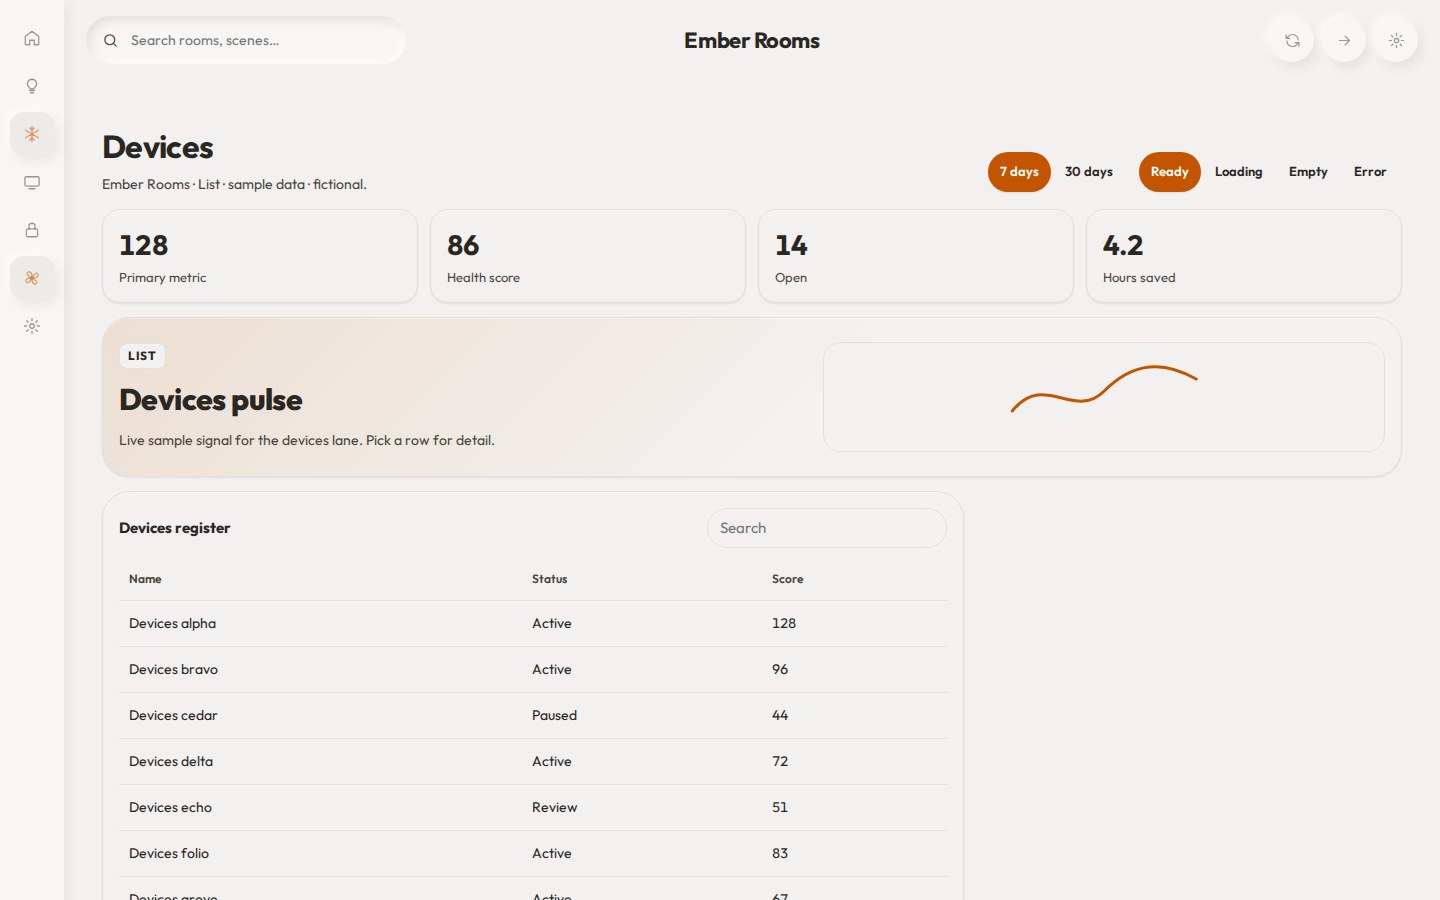 Search rooms, scenes…
Ember Rooms
Devices
Ember Rooms · List · sample data · fictional.
7 days
30 days
Ready
Loading
Empty
Error
128
Primary metric
86
Health score
14
Open
4.2
Hours saved
LIST
Devices pulse
Live sample signal for the devices lane. Pick a row for detail.
Devices register
Search
Name Status Score
Devices alpha Active 128
Devices bravo Active 96
Devices cedar Paused 44
Devices delta Active 72
Devices echo Review 51
Devices folio Active 83
Devices grove Active 67